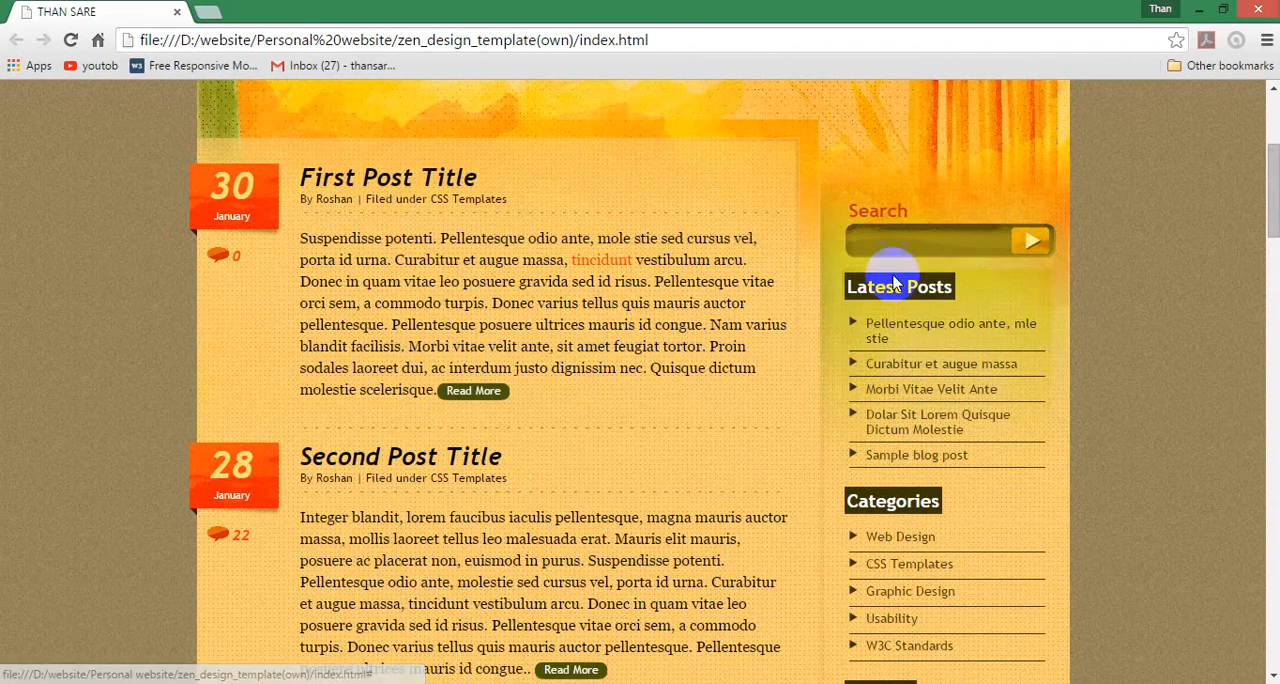 THAN SARE
Than
file:///D:/website/Personal%20website/zen_design_template(own)/index.html
Apps
youtob
Free Responsive Mo...
Inbox (27) - thansar...
Other bookmarks
30
January
0
First Post Title
By Roshan | Filed under CSS Templates
Suspendisse potenti. Pellentesque odio ante, mole stie sed cursus vel,
porta id urna. Curabitur et augue massa, tincidunt vestibulum arcu.
Donec in quam vitae leo posuere gravida sed id risus. Pellentesque vitae
orci sem, a commodo turpis. Donec varius tellus quis mauris auctor
pellentesque. Pellentesque posuere ultrices mauris id congue. Nam varius
blandit facilisis. Morbi vitae velit ante, sit amet feugiat tortor. Proin
sodales laoreet dui, ac interdum justo dignissim nec. Quisque dictum
molestie scelerisque. Read More
28
January
22
Second Post Title
By Roshan | Filed under CSS Templates
Integer blandit, lorem faucibus iaculis pellentesque, magna mauris auctor
massa, mollis laoreet tellus leo malesuada erat. Mauris elit mauris,
posuere ac placerat non, euismod in purus. Suspendisse potenti.
Pellentesque odio ante, molestie sed cursus vel, porta id urna. Curabitur
et augue massa, tincidunt vestibulum arcu. Donec in quam vitae leo
posuere gravida sed id risus. Pellentesque vitae orci sem, a commodo
turpis. Donec varius tellus quis mauris auctor pellentesque. Pellentesque
posuere ultrices mauris id congue.. Read More
Search
Latest Posts
Pellentesque odio ante, mle
stie
Curabitur et augue massa
Morbi Vitae Velit Ante
Dolar Sit Lorem Quisque
Dictum Molestie
Sample blog post
Categories
Web Design
CSS Templates
Graphic Design
Usability
W3C Standards
file:///D:/website/Personal website/zen_design_template(own)/index.html#